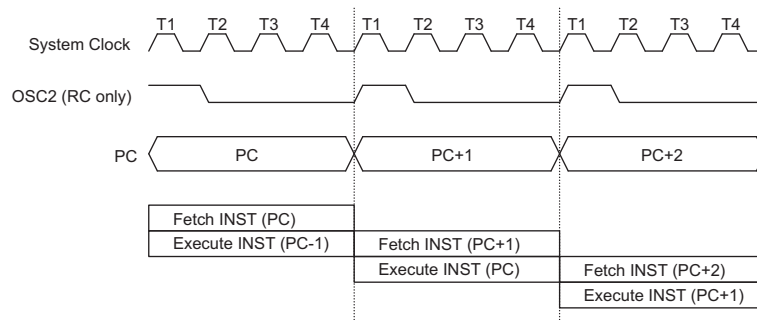 T1 T2 T3 T4 T1 T2 T3 T4 T1 T2 T3 T4
System Clock
OSC2 (RC only)
PC PC PC+1 PC+2
Fetch INST (PC)
Execute INST (PC-1) Fetch INST (PC+1)
Execute INST (PC) Fetch INST (PC+2)
Execute INST (PC+1)